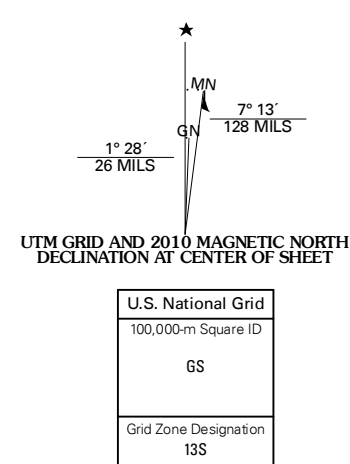 ★
MN
GN
7° 13´
128 MILS
1° 28´
26 MILS
UTM GRID AND 2010 MAGNETIC NORTH
DECLINATION AT CENTER OF SHEET
U.S. National Grid
100,000-m Square ID
GS
Grid Zone Designation
13S